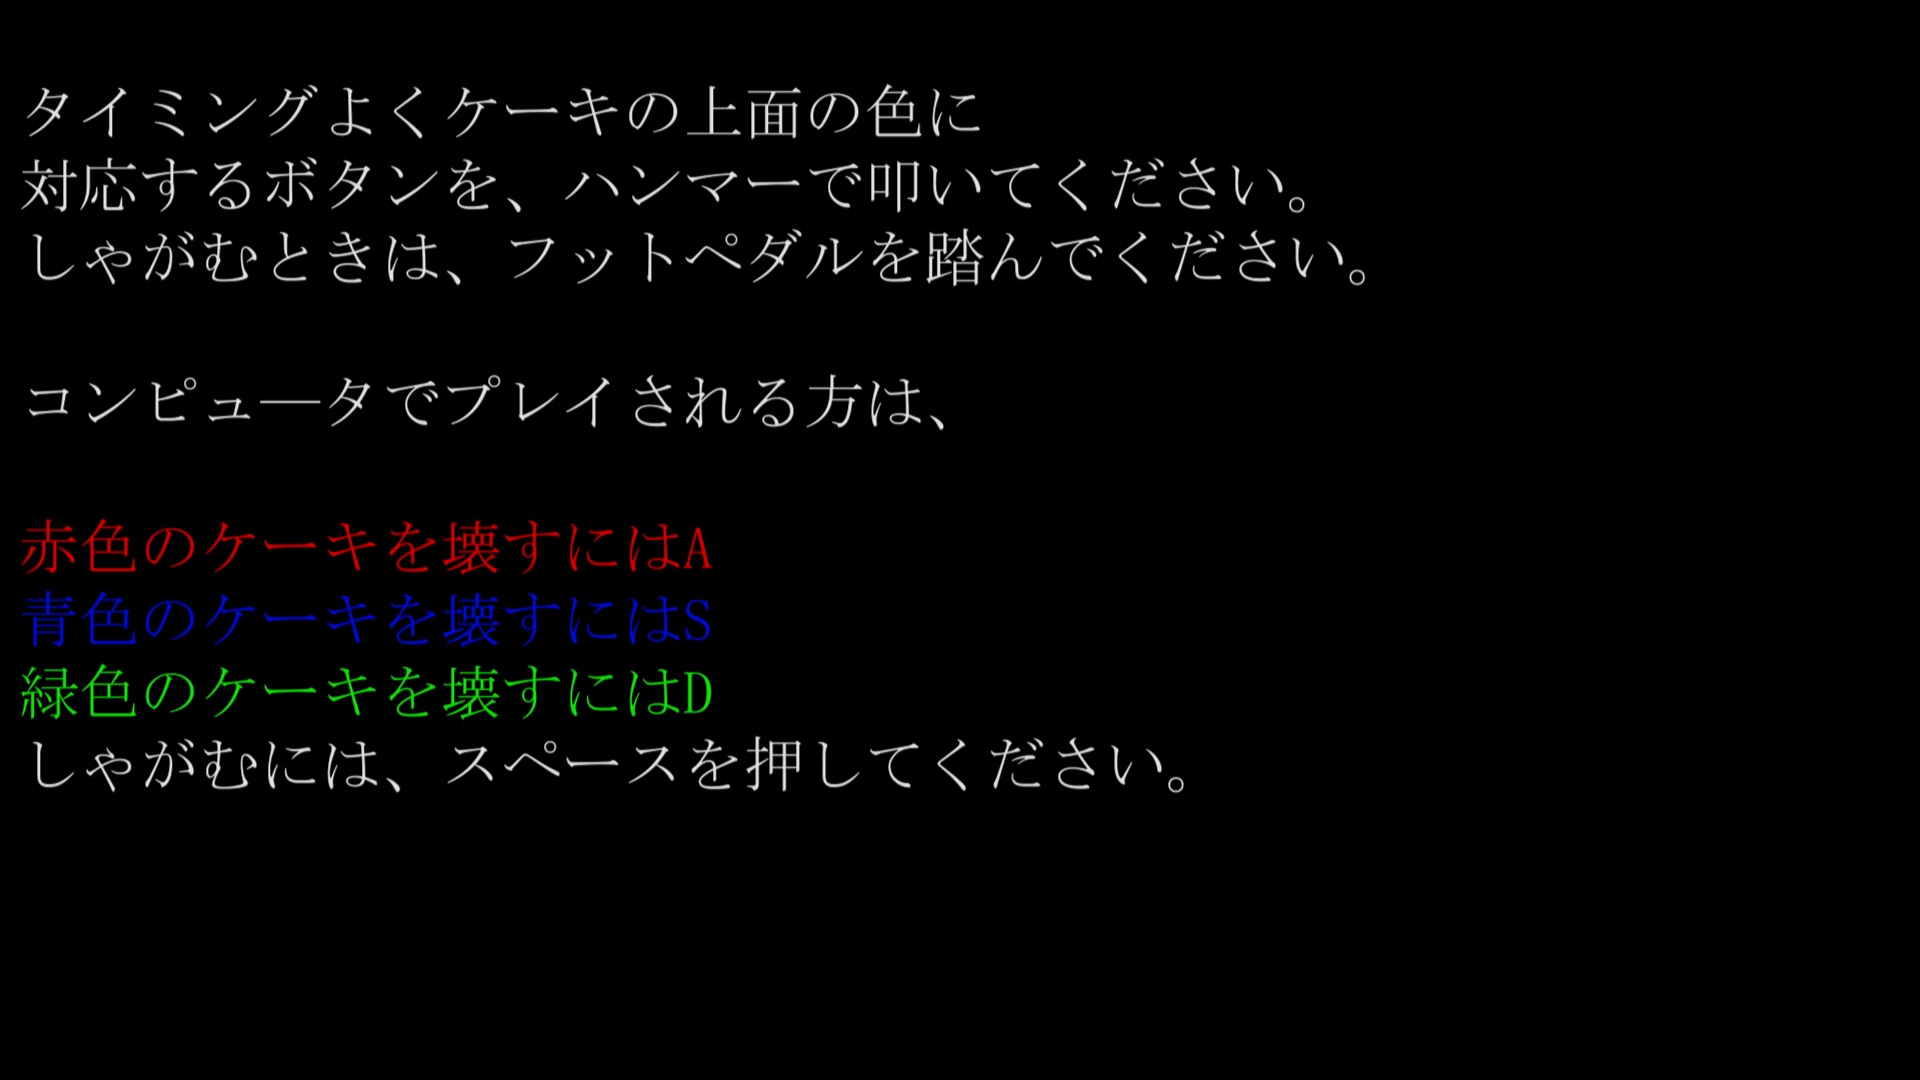 タイミングよくケーキの上面の色に
対応するボタンを、ハンマーで叩いてください。
しゃがむときは、フットペダルを踏んでください。
コンピュ―タでプレイされる方は、
赤色のケーキを壊すにはA
青色のケーキを壊すにはS
緑色のケーキを壊すにはD
しゃがむには、スペースを押してください。